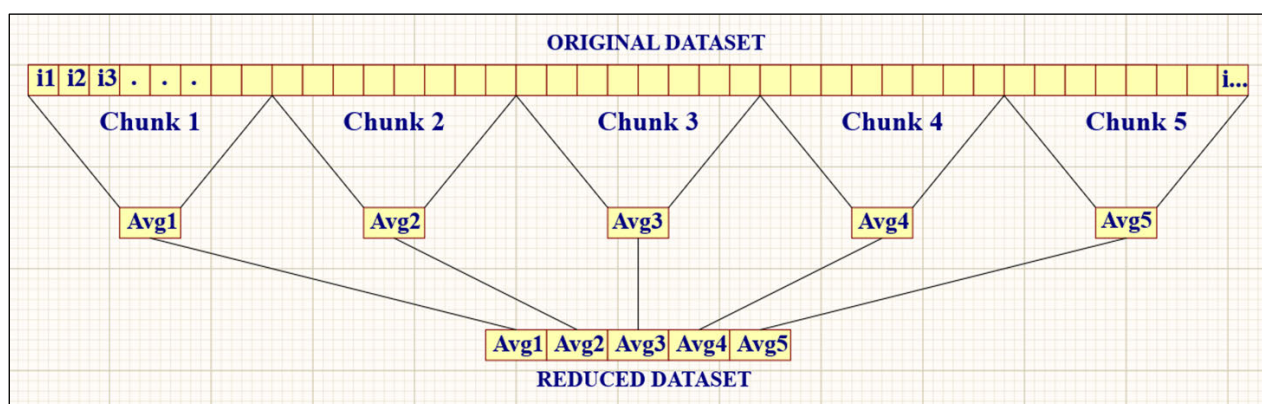 ORIGINAL DATASET
i1 i2 i3 . . . i...
Chunk 1 Chunk 2 Chunk 3 Chunk 4 Chunk 5
Avg1 Avg2 Avg3 Avg4 Avg5
Avg1 Avg2 Avg3 Avg4 Avg5
REDUCED DATASET